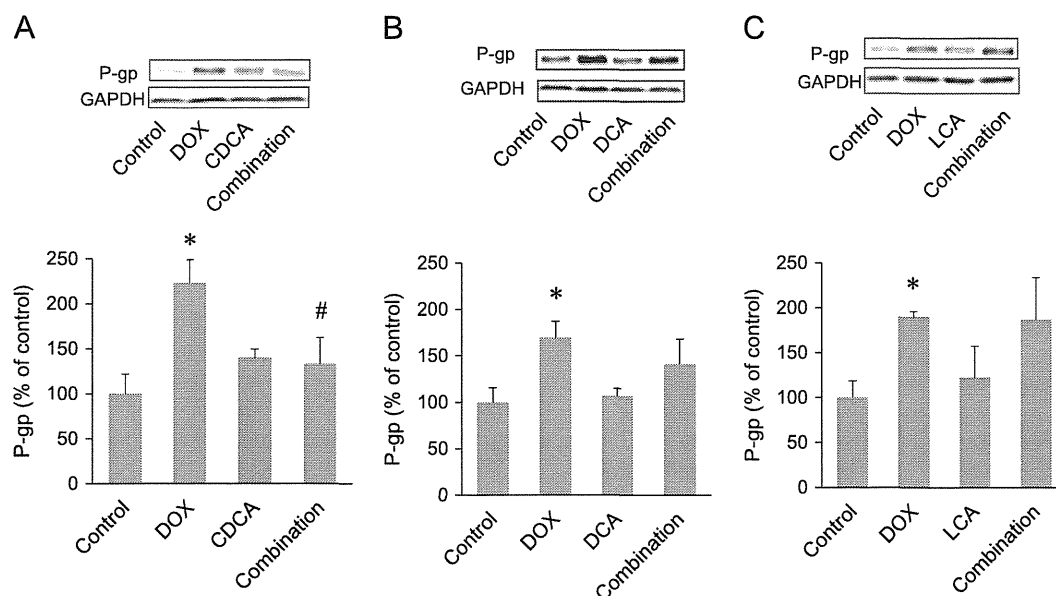 A
P-gp
GAPDH
Control
DOX
CDCA
Combination
*
#
250
200
150
100
50
0
P-gp (% of control)
Control
DOX
CDCA
Combination
B
P-gp
GAPDH
Control
DOX
DCA
Combination
*
250
200
150
100
50
0
P-gp (% of control)
Control
DOX
DCA
Combination
C
P-gp
GAPDH
Control
DOX
LCA
Combination
*
250
200
150
100
50
0
P-gp (% of control)
Control
DOX
LCA
Combination